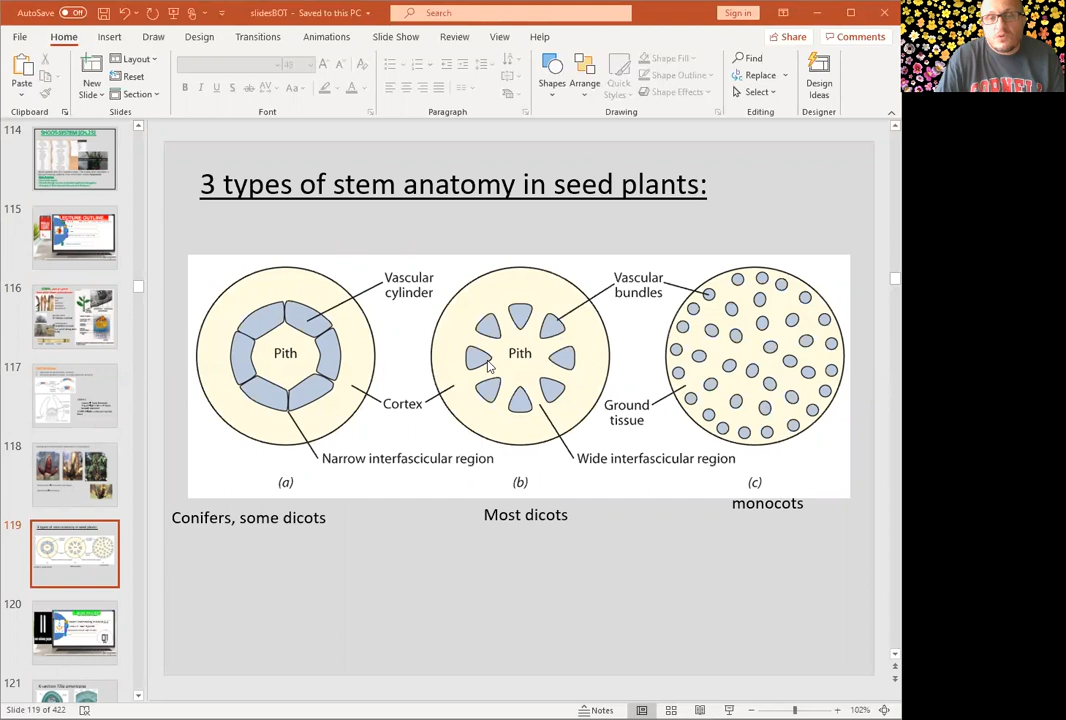 AutoSave Off slidesBOT - Saved to this PC Search Sign in
File Home Insert Draw Design Transitions Animations Slide Show Review View Help Share Comments
Paste
Clipboard
New
Slide
Layout
Reset
Section
Slides
B I U S
Font
Paragraph
Shapes Arrange Quick
Styles
Shape Fill
Shape Outline
Shape Effects
Drawing
Find
Replace
Select
Editing
Design
Ideas
Designer
114
115
116
117
118
119
120
121
3 types of stem anatomy in seed plants:
Vascular
cylinder
Vascular
bundles
Pith
Pith
Cortex
Ground
tissue
Narrow interfascicular region
Wide interfascicular region
(a)
(b)
(c)
Conifers, some dicots
Most dicots
monocots
Slide 119 of 422
Notes
102%
CORNELL